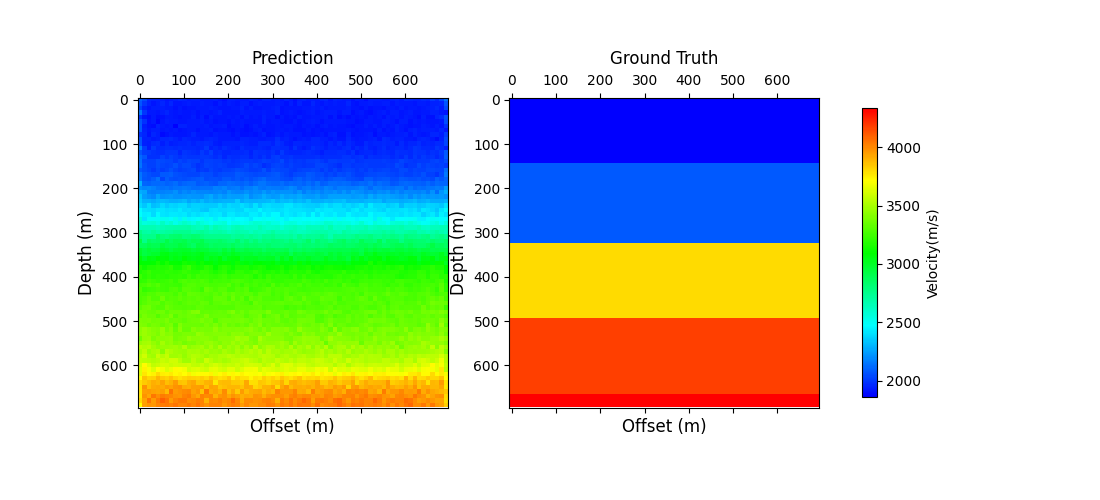 Prediction
0 100 200 300 400 500 600
0
100
200
300
400
500
600
Depth (m)
Offset (m)
Ground Truth
0 100 200 300 400 500 600
0
100
200
300
400
500
600
Depth (m)
Offset (m)
4000
3500
3000
2500
2000
Velocity(m/s)